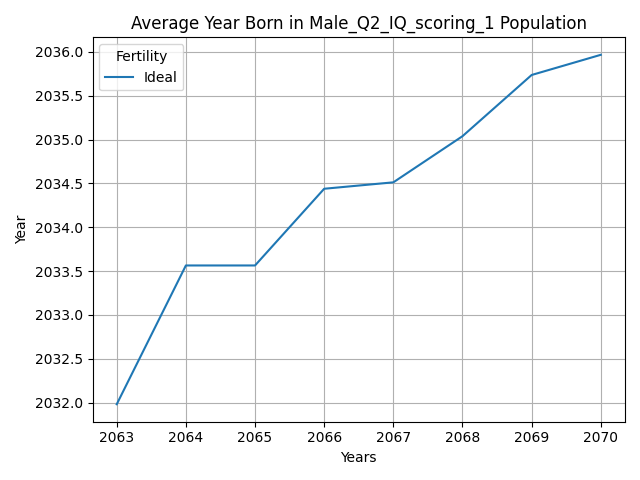 Average Year Born in Male_Q2_IQ_scoring_1 Population
Fertility
Ideal
2036.0
2035.5
2035.0
2034.5
2034.0
2033.5
2033.0
2032.5
2032.0
Year
2063 2064 2065 2066 2067 2068 2069 2070
Years